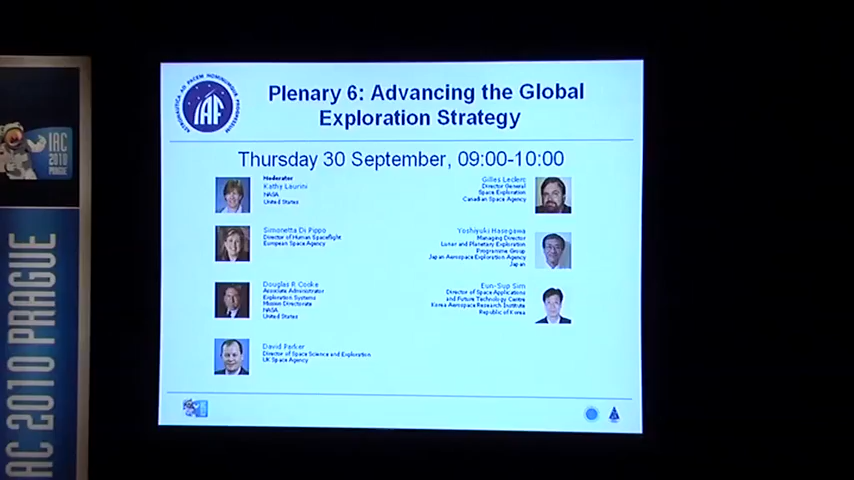 Plenary 6: Advancing the Global
Exploration Strategy
Thursday 30 September, 09:00-10:00
Moderator
Kathy Laurini
NASA
United States
Simonetta Di Pippo
Director of Human Spaceflight
European Space Agency
Douglas R Cooke
Associate Administrator
Exploration Systems
Mission Directorate
NASA
United States
David Parker
Director of Space Science and Exploration
UK Space Agency
Gilles Leclerc
Director General
Space Exploration
Canadian Space Agency
Yoshiyuki Hasegawa
Managing Director
Lunar and Planetary Exploration
Programme Group
Japan Aerospace Exploration Agency
Japan
Eun-Sup Sim
Director of Space Applications
and Future Technology Centre
Korea Aerospace Research Institute
Republic of Korea
IAF
IAC
2010
PRAGUE
AC 2010 PRAGUE